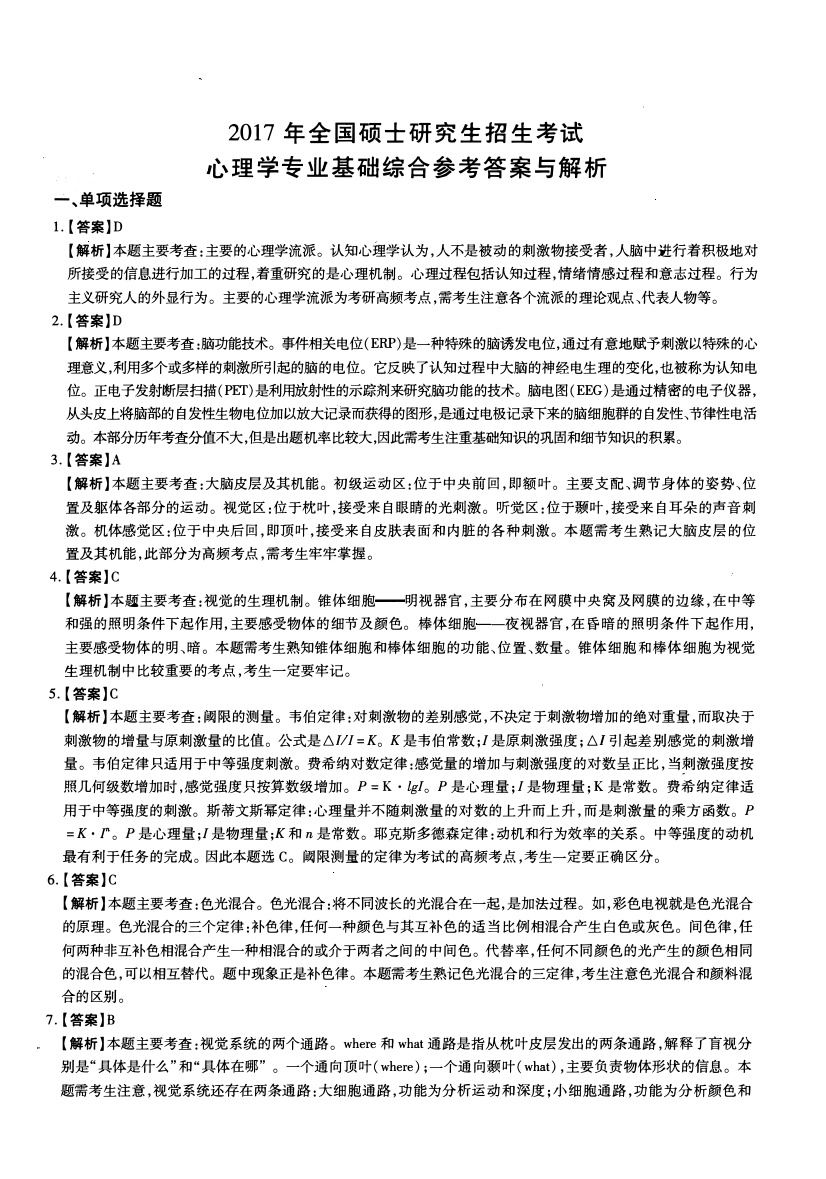 2017 年全国硕士研究生招生考试
心理学专业基础综合参考答案与解析
一、单项选择题
1.【答案】D
【解析】本题主要考查:主要的心理学流派。认知心理学认为,人不是被动的刺激物接受者,人脑中进行着积极地对
所接受的信息进行加工的过程,着重研究的是心理机制。心理过程包括认知过程,情绪情感过程和意志过程。行为
主义研究人的外显行为。主要的心理学流派为考研高频考点,需考生注意各个流派的理论观点、代表人物等。
2.【答案】D
【解析】本题主要考查:脑功能技术。事件相关电位(ERP)是一种特殊的脑诱发电位,通过有意地赋予刺激以特殊的心
理意义,利用多个或多样的刺激所引起的脑的电位。它反映了认知过程中大脑的神经电生理的变化,也被称为认知电
位。正电子发射断层扫描(PET)是利用放射性的示踪剂来研究脑功能的技术。脑电图(EEG)是通过精密的电子仪器,
从头皮上将脑部的自发性生物电位加以放大记录而获得的图形,是通过电极记录下来的脑细胞群的自发性、节律性电活
动。本部分历年考查分值不大,但是出题机率比较大,因此需考生注重基础知识的巩固和细节知识的积累。
3.【答案】A
【解析】本题主要考查:大脑皮层及其机能。初级运动区:位于中央前回,即额叶。主要支配、调节身体的姿势、位
置及躯体各部分的运动。视觉区:位于枕叶,接受来自眼睛的光刺激。听觉区:位于颞叶,接受来自耳朵的声音刺
激。机体感觉区:位于中央后回,即顶叶,接受来自皮肤表面和内脏的各种刺激。本题需考生熟记大脑皮层的位
置及其机能,此部分为高频考点,需考生牢牢掌握。
4.【答案】C
【解析】本题主要考查:视觉的生理机制。锥体细胞——明视器官,主要分布在网膜中央窝及网膜的边缘,在中等
和强的照明条件下起作用,主要感受物体的细节及颜色。棒体细胞——夜视器官,在昏暗的照明条件下起作用,
主要感受物体的明、暗。本题需考生熟知锥体细胞和棒体细胞的功能、位置、数量。锥体细胞和棒体细胞为视觉
生理机制中比较重要的考点,考生一定要牢记。
5.【答案】C
【解析】本题主要考查:阈限的测量。韦伯定律:对刺激物的差别感觉,不决定于刺激物增加的绝对重量,而取决于
刺激物的增量与原刺激量的比值。公式是△I/I=K。K 是韦伯常数;I 是原刺激强度;△I 引起差别感觉的刺激增
量。韦伯定律只适用于中等强度刺激。费希纳对数定律:感觉量的增加与刺激强度的对数呈正比,当刺激强度按
照几何级数增加时,感觉强度只按算数级增加。P=K·lgI。P 是心理量;I 是物理量;K 是常数。费希纳定律适
用于中等强度的刺激。斯蒂文斯幂定律:心理量并不随刺激量的对数的上升而上升,而是刺激量的乘方函数。P
=K·Iⁿ。P 是心理量;I 是物理量;K 和 n 是常数。耶克斯多德森定律:动机和行为效率的关系。中等强度的动机
最有利于任务的完成。因此本题选 C。阈限测量的定律为考试的高频考点,考生一定要正确区分。
6.【答案】C
【解析】本题主要考查:色光混合。色光混合:将不同波长的光混合在一起,是加法过程。如,彩色电视就是色光混合
的原理。色光混合的三个定律:补色律,任何一种颜色与其互补色的适当比例相混合产生白色或灰色。间色律,任
何两种非互补色相混合产生一种相混合的或介于两者之间的中间色。代替率,任何不同颜色的光产生的颜色相同
的混合色,可以相互替代。题中现象正是补色律。本题需考生熟记色光混合的三定律,考生注意色光混合和颜料混
合的区别。
7.【答案】B
【解析】本题主要考查:视觉系统的两个通路。where 和 what 通路是指从枕叶皮层发出的两条通路,解释了盲视分
别是“具体是什么”和“具体在哪”。一个通向顶叶(where);一个通向颞叶(what),主要负责物体形状的信息。本
题需考生注意,视觉系统还存在两条通路:大细胞通路,功能为分析运动和深度;小细胞通路,功能为分析颜色和